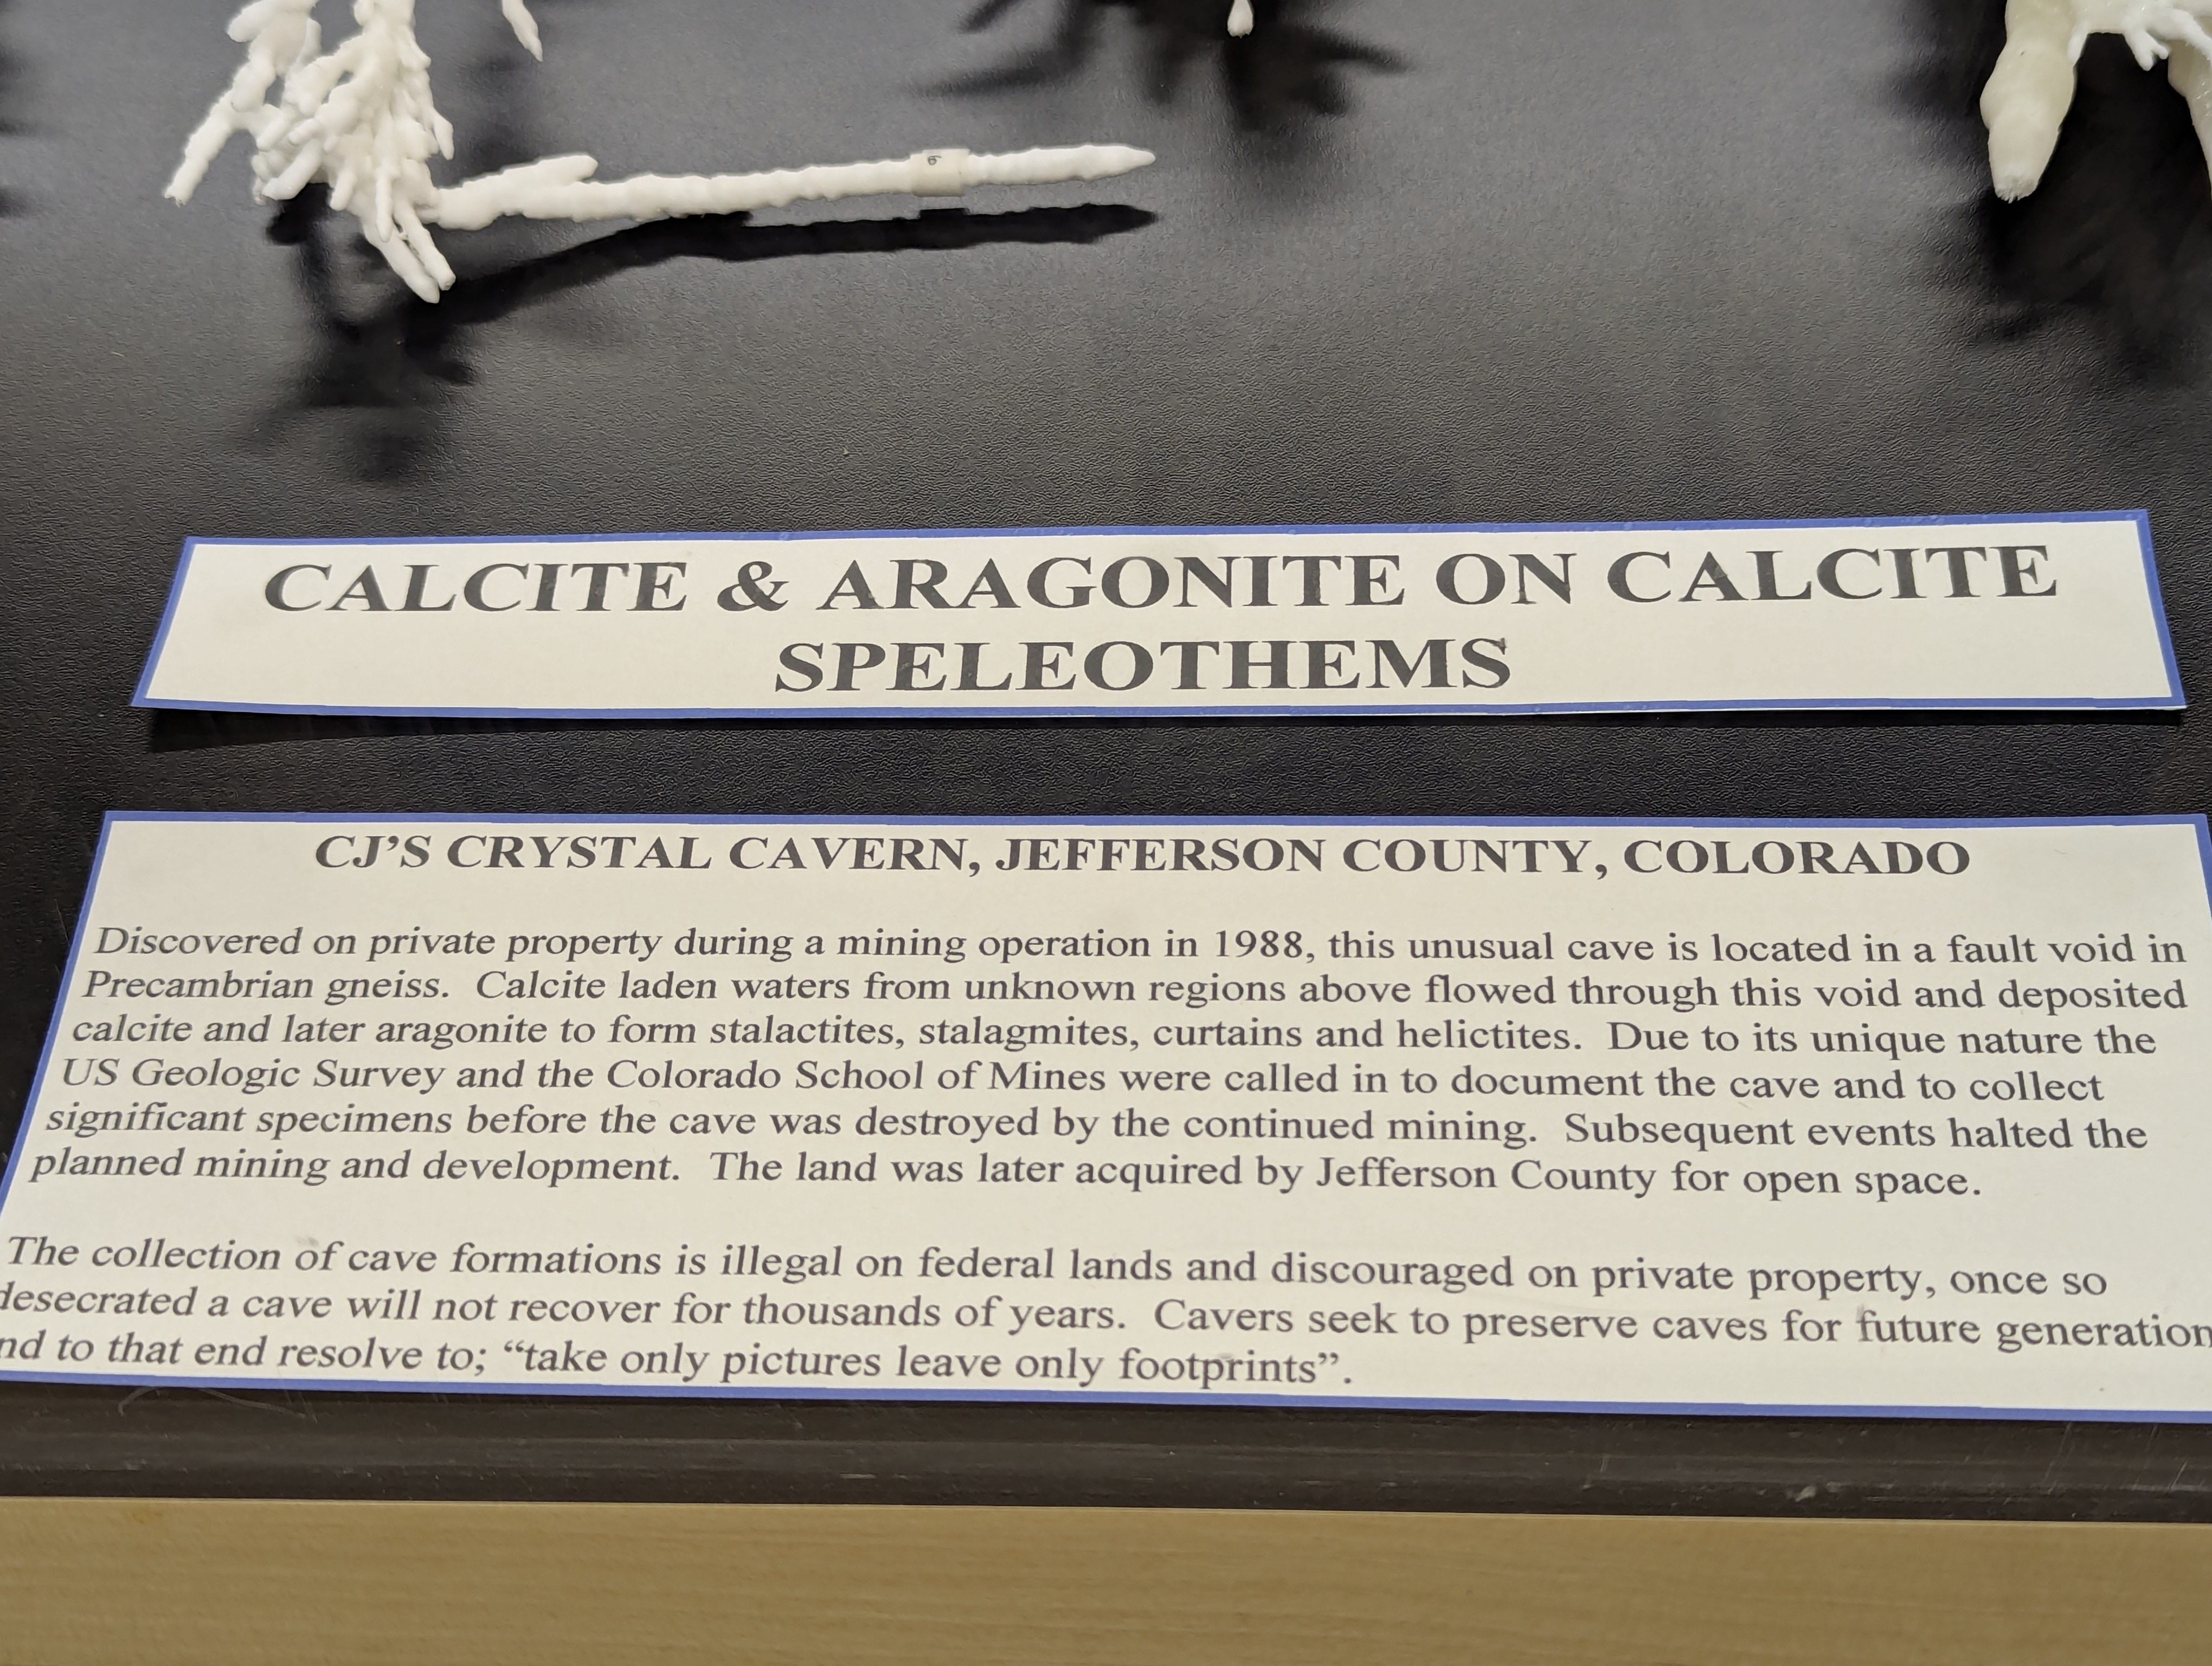 CALCITE & ARAGONITE ON CALCITE
SPELEOTHEMS
CJ'S CRYSTAL CAVERN, JEFFERSON COUNTY, COLORADO
Discovered on private property during a mining operation in 1988, this unusual cave is located in a fault void in
Precambrian gneiss.  Calcite laden waters from unknown regions above flowed through this void and deposited
calcite and later aragonite to form stalactites, stalagmites, curtains and helictites.  Due to its unique nature the
US Geologic Survey and the Colorado School of Mines were called in to document the cave and to collect
significant specimens before the cave was destroyed by the continued mining.  Subsequent events halted the
planned mining and development.  The land was later acquired by Jefferson County for open space.
The collection of cave formations is illegal on federal lands and discouraged on private property, once so
desecrated a cave will not recover for thousands of years.  Cavers seek to preserve caves for future generation
nd to that end resolve to; “take only pictures leave only footprints”.